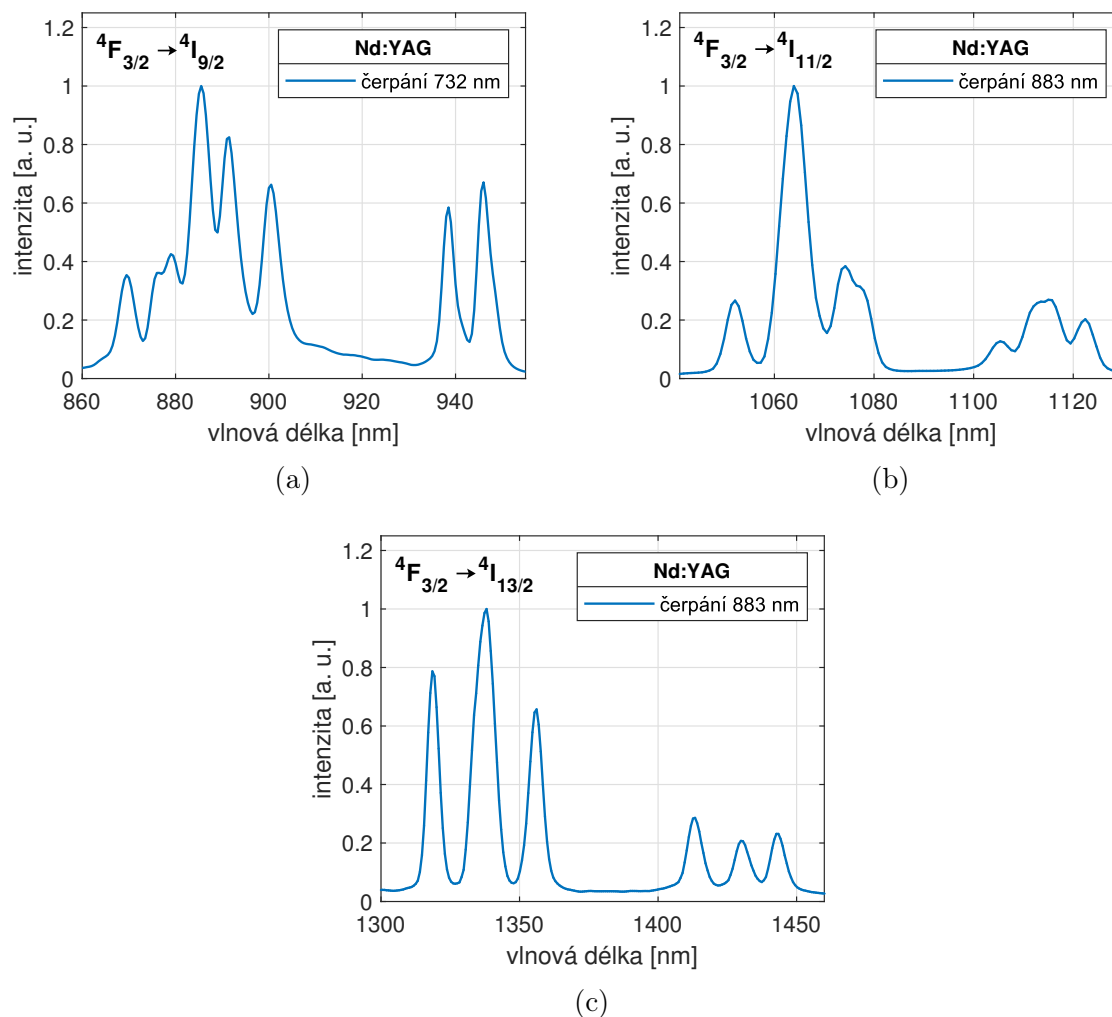 ⁴F₃/₂ → ⁴I₉/₂
Nd:YAG
čerpání 732 nm
intenzita [a. u.]
1.2
1
0.8
0.6
0.4
0.2
0
860 880 900 920 940
vlnová délka [nm]
(a)
⁴F₃/₂ → ⁴I₁₁/₂
Nd:YAG
čerpání 883 nm
intenzita [a. u.]
1.2
1
0.8
0.6
0.4
0.2
0
1060 1080 1100 1120
vlnová délka [nm]
(b)
⁴F₃/₂ → ⁴I₁₃/₂
Nd:YAG
čerpání 883 nm
intenzita [a. u.]
1.2
1
0.8
0.6
0.4
0.2
0
1300 1350 1400 1450
vlnová délka [nm]
(c)